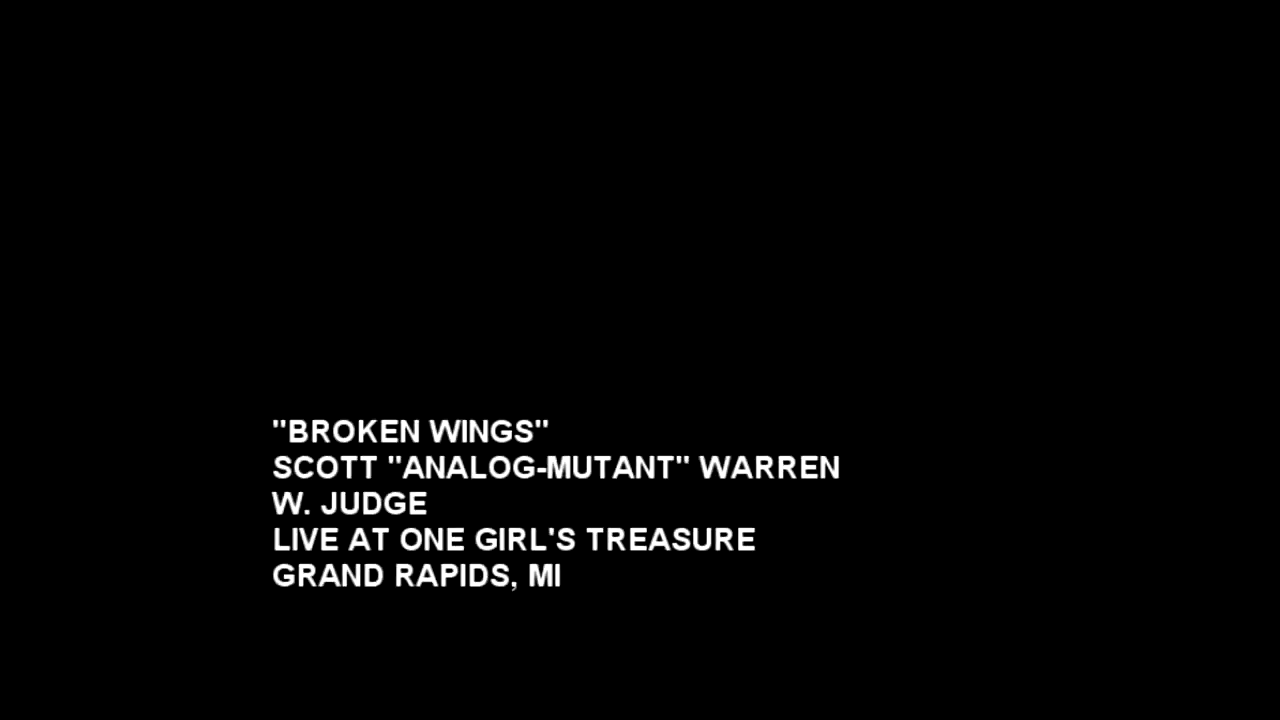 "BROKEN WINGS"
SCOTT "ANALOG-MUTANT" WARREN
W. JUDGE
LIVE AT ONE GIRL'S TREASURE
GRAND RAPIDS, MI